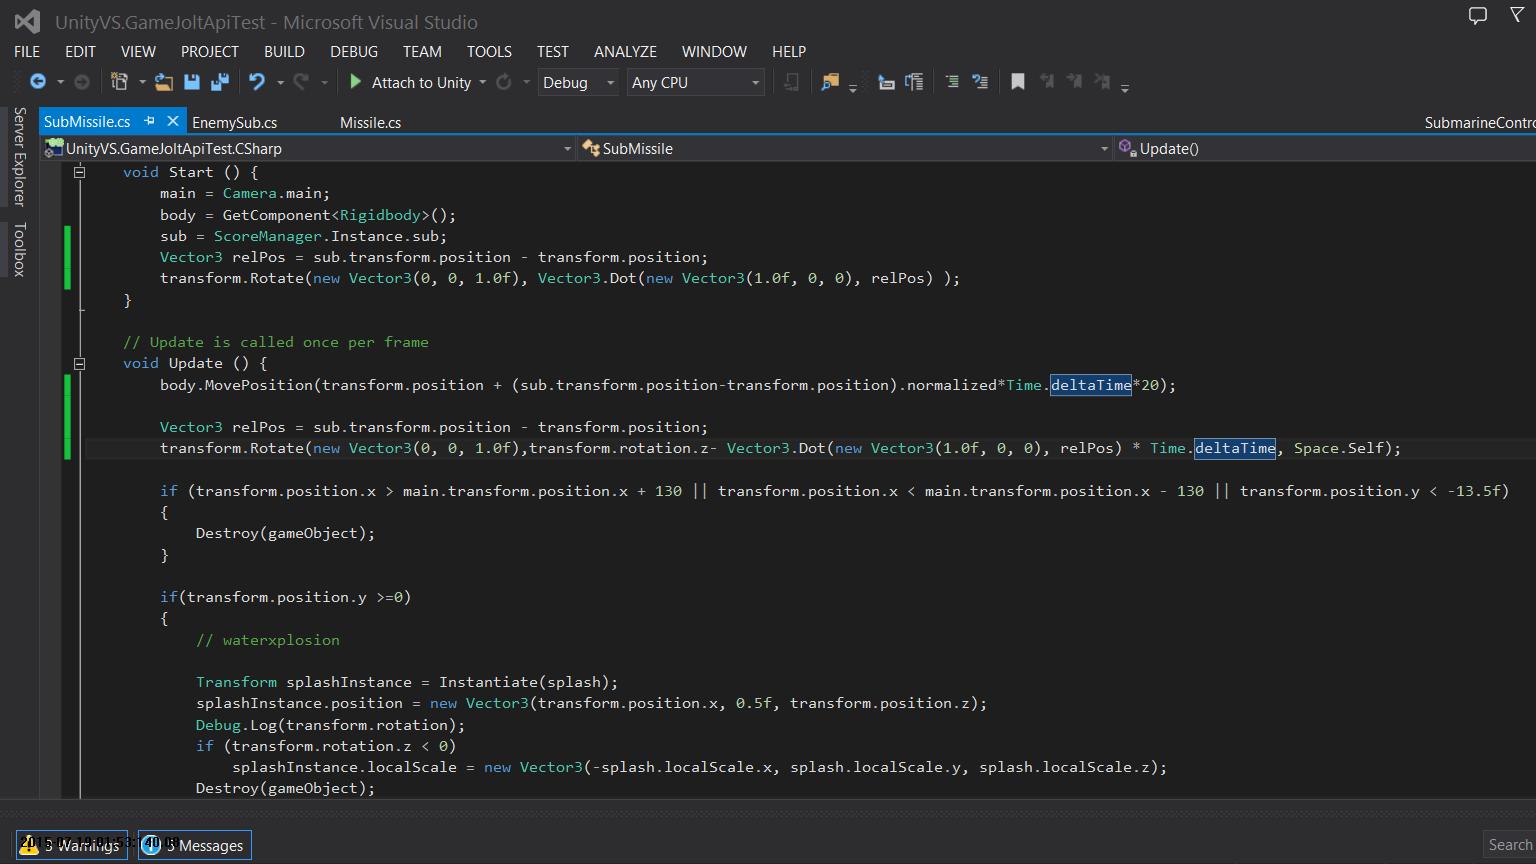 UnityVS.GameJoltApiTest - Microsoft Visual Studio
FILE EDIT VIEW PROJECT BUILD DEBUG TEAM TOOLS TEST ANALYZE WINDOW HELP
Attach to Unity Debug Any CPU
Server Explorer
Toolbox
SubMissile.cs EnemySub.cs Missile.cs SubmarineContro
UnityVS.GameJoltApiTest.CSharp SubMissile Update()
void Start () {
main = Camera.main;
body = GetComponent<Rigidbody>();
sub = ScoreManager.Instance.sub;
Vector3 relPos = sub.transform.position - transform.position;
transform.Rotate(new Vector3(0, 0, 1.0f), Vector3.Dot(new Vector3(1.0f, 0, 0), relPos) );
}
// Update is called once per frame
void Update () {
body.MovePosition(transform.position + (sub.transform.position-transform.position).normalized*Time.deltaTime*20);
Vector3 relPos = sub.transform.position - transform.position;
transform.Rotate(new Vector3(0, 0, 1.0f),transform.rotation.z- Vector3.Dot(new Vector3(1.0f, 0, 0), relPos) * Time.deltaTime, Space.Self);
if (transform.position.x > main.transform.position.x + 130 || transform.position.x < main.transform.position.x - 130 || transform.position.y < -13.5f)
{
Destroy(gameObject);
}
if(transform.position.y >=0)
{
// waterxplosion
Transform splashInstance = Instantiate(splash);
splashInstance.position = new Vector3(transform.position.x, 0.5f, transform.position.z);
Debug.Log(transform.rotation);
if (transform.rotation.z < 0)
splashInstance.localScale = new Vector3(-splash.localScale.x, splash.localScale.y, splash.localScale.z);
Destroy(gameObject);
Warnings Messages
Search